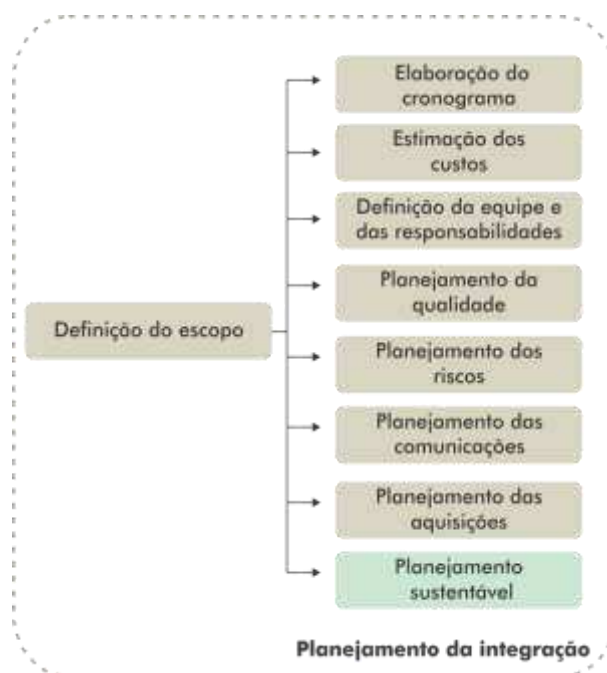 Elaboração do
cronograma
Estimação dos
custos
Definição da equipe e
das responsabilidades
Planejamento da
qualidade
Definição do escopo
Planejamento dos
riscos
Planejamento das
comunicações
Planejamento das
aquisições
Planejamento
sustentável
Planejamento da integração